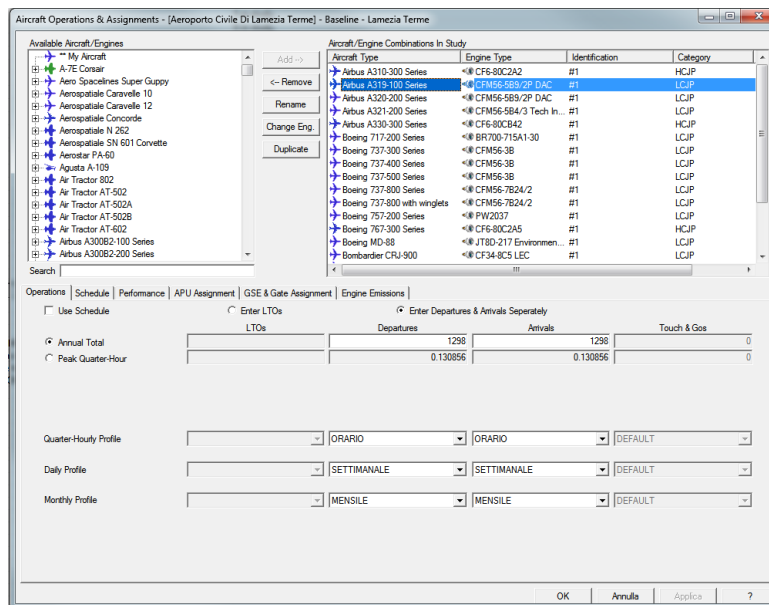 Aircraft Operations & Assignments - [Aeroporto Civile Di Lamezia Terme] - Baseline - Lamezia Terme
Available Aircraft/Engines
** My Aircraft
A-7E Corsair
Aero Spacelines Super Guppy
Aerospatiale Caravelle 10
Aerospatiale Caravelle 12
Aerospatiale Concorde
Aerospatiale N 262
Aerospatiale SN 601 Corvette
Aerostar PA-60
Agusta A-109
Air Tractor 802
Air Tractor AT-502
Air Tractor AT-502A
Air Tractor AT-502B
Air Tractor AT-602
Airbus A300B2-100 Series
Airbus A300B2-200 Series
Search
Add -->
<-- Remove
Rename
Change Eng.
Duplicate
Aircraft/Engine Combinations In Study
Aircraft Type Engine Type Identification Category
Airbus A310-300 Series CF6-80C2A2 #1 HCJP
Airbus A319-100 Series CFM56-5B9/2P DAC #1 LCJP
Airbus A320-200 Series CFM56-5B9/2P DAC #1 LCJP
Airbus A321-200 Series CFM56-5B4/3 Tech In... #1 LCJP
Airbus A330-300 Series CF6-80CB42 #1 HCJP
Boeing 717-200 Series BR700-715A1-30 #1 LCJP
Boeing 737-300 Series CFM56-3B #1 LCJP
Boeing 737-400 Series CFM56-3B #1 LCJP
Boeing 737-500 Series CFM56-3B #1 LCJP
Boeing 737-800 Series CFM56-7B24/2 #1 LCJP
Boeing 737-800 with winglets CFM56-7B24/2 #1 LCJP
Boeing 757-200 Series PW2037 #1 LCJP
Boeing 767-300 Series CF6-80C2A5 #1 HCJP
Boeing MD-88 JT8D-217 Environmen... #1 LCJP
Bombardier CRJ-900 CF34-8C5 LEC #1 LCJP
Operations Schedule Performance APU Assignment GSE & Gate Assignment Engine Emissions
Use Schedule Enter LTOs Enter Departures & Arrivals Seperately
LTOs Departures Arrivals Touch & Gos
Annual Total 1298 1298 0
Peak Quarter-Hour 0.130856 0.130856 0
Quarter-Hourly Profile ORARIO ORARIO DEFAULT
Daily Profile SETTIMANALE SETTIMANALE DEFAULT
Monthly Profile MENSILE MENSILE DEFAULT
OK Annulla Applica ?